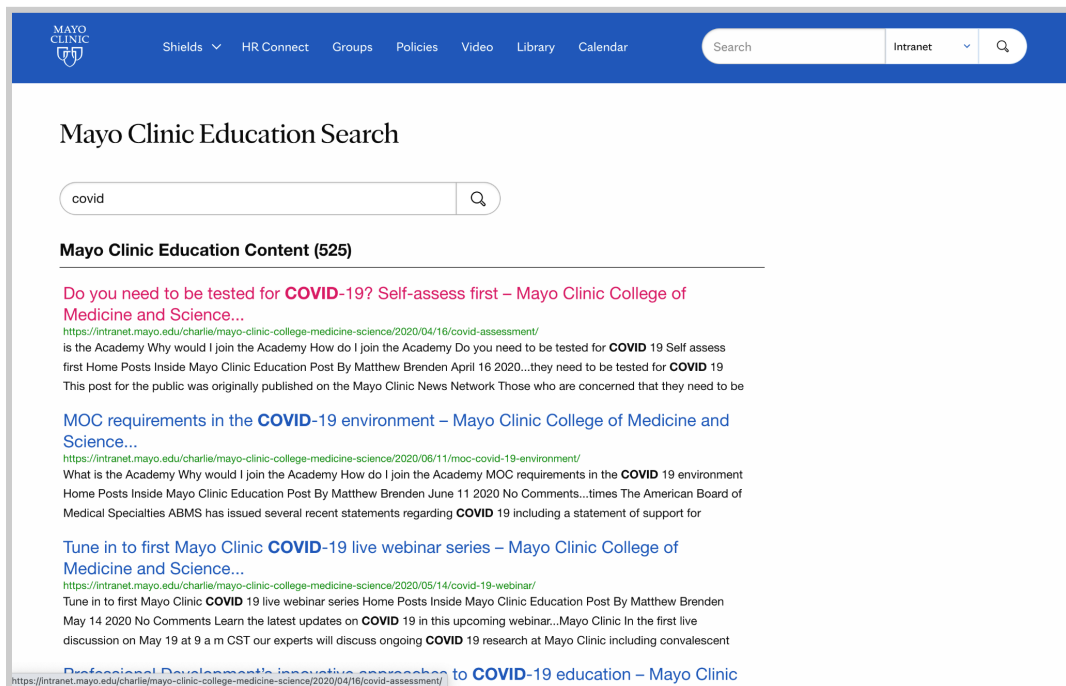 MAYO
CLINIC
Shields HR Connect Groups Policies Video Library Calendar Search Intranet
Mayo Clinic Education Search
covid
Mayo Clinic Education Content (525)
Do you need to be tested for COVID-19? Self-assess first – Mayo Clinic College of
Medicine and Science...
https://intranet.mayo.edu/charlie/mayo-clinic-college-medicine-science/2020/04/16/covid-assessment/
is the Academy Why would I join the Academy How do I join the Academy Do you need to be tested for COVID 19 Self assess
first Home Posts Inside Mayo Clinic Education Post By Matthew Brenden April 16 2020...they need to be tested for COVID 19
This post for the public was originally published on the Mayo Clinic News Network Those who are concerned that they need to be
MOC requirements in the COVID-19 environment – Mayo Clinic College of Medicine and
Science...
https://intranet.mayo.edu/charlie/mayo-clinic-college-medicine-science/2020/06/11/moc-covid-19-environment/
What is the Academy Why would I join the Academy How do I join the Academy MOC requirements in the COVID 19 environment
Home Posts Inside Mayo Clinic Education Post By Matthew Brenden June 11 2020 No Comments...times The American Board of
Medical Specialties ABMS has issued several recent statements regarding COVID 19 including a statement of support for
Tune in to first Mayo Clinic COVID-19 live webinar series – Mayo Clinic College of
Medicine and Science...
https://intranet.mayo.edu/charlie/mayo-clinic-college-medicine-science/2020/05/14/covid-19-webinar/
Tune in to first Mayo Clinic COVID 19 live webinar series Home Posts Inside Mayo Clinic Education Post By Matthew Brenden
May 14 2020 No Comments Learn the latest updates on COVID 19 in this upcoming webinar...Mayo Clinic In the first live
discussion on May 19 at 9 a m CST our experts will discuss ongoing COVID 19 research at Mayo Clinic including convalescent
Professional Development's innovative approaches to COVID-19 education – Mayo Clinic
https://intranet.mayo.edu/charlie/mayo-clinic-college-medicine-science/2020/04/16/covid-assessment/